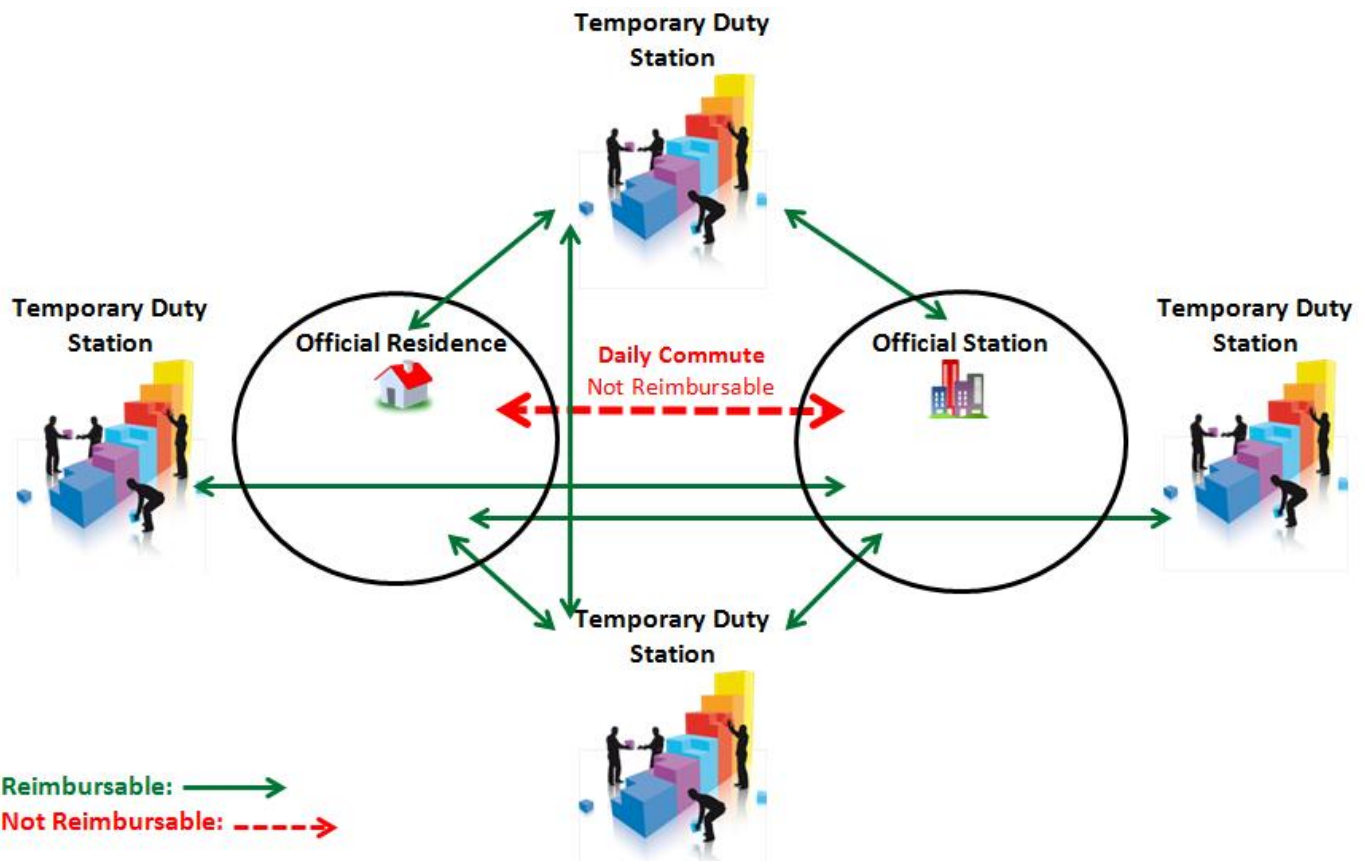 Temporary Duty
Station
Temporary Duty
Station
Official Residence
Daily Commute
Not Reimbursable
Official Station
Temporary Duty
Station
Temporary Duty
Station
Reimbursable:
Not Reimbursable: